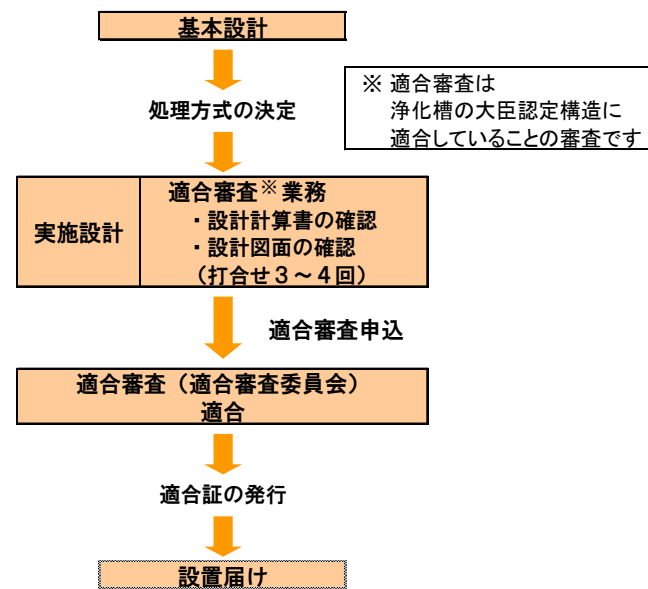 基本設計
処理方式の決定
※ 適合審査は
浄化槽の大臣認定構造に
適合していることの審査です
実施設計
適合審査※業務
・設計計算書の確認
・設計図面の確認
（打合せ３～４回）
適合審査申込
適合審査（適合審査委員会）
適合
適合証の発行
設置届け